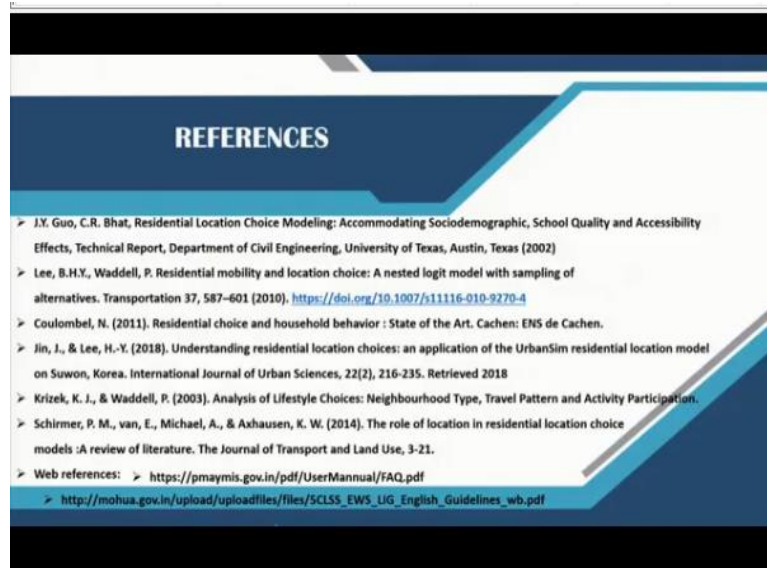 REFERENCES
➢ J.Y. Guo, C.R. Bhat, Residential Location Choice Modeling: Accommodating Sociodemographic, School Quality and Accessibility
Effects, Technical Report, Department of Civil Engineering, University of Texas, Austin, Texas (2002)
➢ Lee, B.H.Y., Waddell, P. Residential mobility and location choice: A nested logit model with sampling of
alternatives. Transportation 37, 587–601 (2010). https://doi.org/10.1007/s11116-010-9270-4
➢ Coulombel, N. (2011). Residential choice and household behavior : State of the Art. Cachen: ENS de Cachen.
➢ Jin, J., & Lee, H.-Y. (2018). Understanding residential location choices: an application of the UrbanSim residential location model
on Suwon, Korea. International Journal of Urban Sciences, 22(2), 216-235. Retrieved 2018
➢ Krizek, K. J., & Waddell, P. (2003). Analysis of Lifestyle Choices: Neighbourhood Type, Travel Pattern and Activity Participation.
➢ Schirmer, P. M., van, E., Michael, A., & Axhausen, K. W. (2014). The role of location in residential location choice
models :A review of literature. The Journal of Transport and Land Use, 3-21.
➢ Web references: ➢ https://pmaymis.gov.in/pdf/UserMannual/FAQ.pdf
➢ http://mohua.gov.in/upload/uploadfiles/files/5CLSS_EWS_LIG_English_Guidelines_wb.pdf